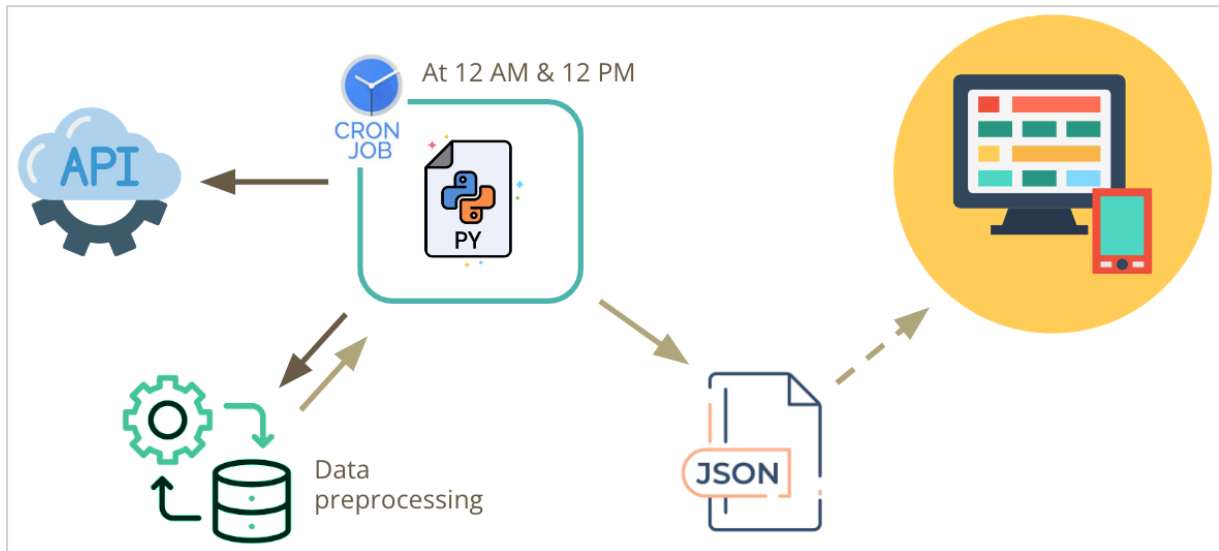 At 12 AM & 12 PM
CRON
JOB
API
PY
Data
preprocessing
JSON